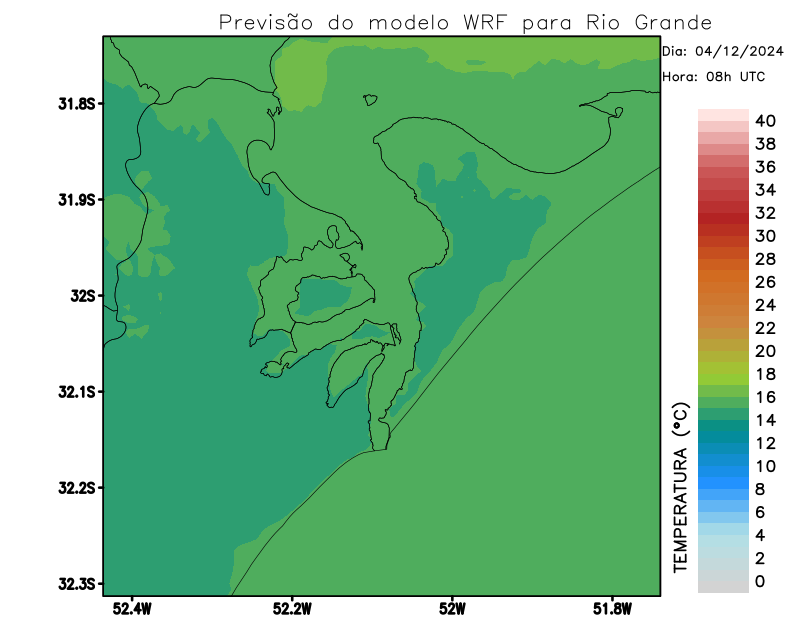 Previsão do modelo WRF para Rio Grande
Dia: 04/12/2024
Hora: 08h UTC
31.8S
31.9S
32S
32.1S
32.2S
32.3S
52.4W
52.2W
52W
51.8W
TEMPERATURA (°C)
40
38
36
34
32
30
28
26
24
22
20
18
16
14
12
10
8
6
4
2
0